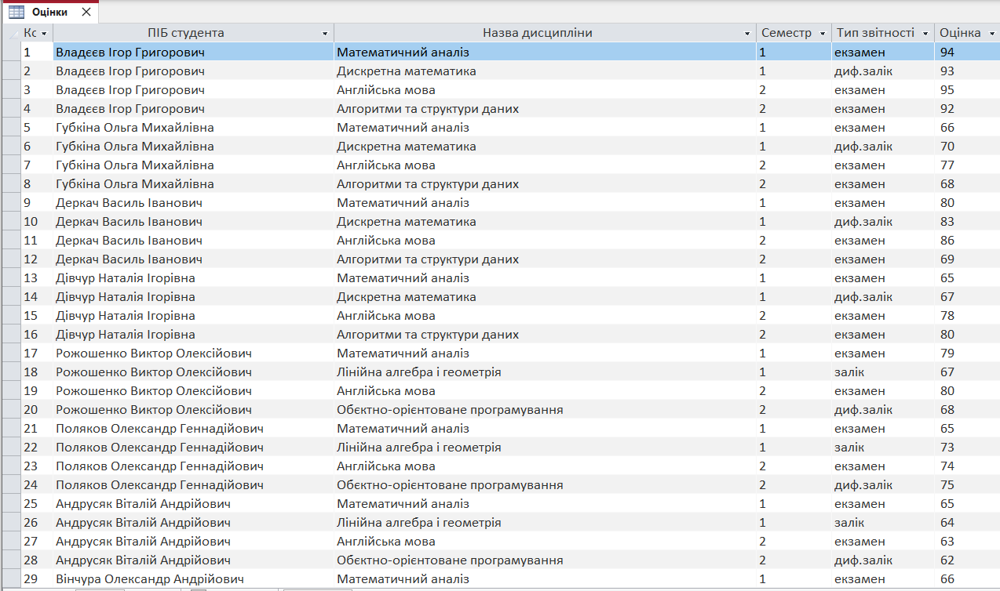 Оцінки
Кс ПІБ студента Назва дисципліни Семестр Тип звітності Оцінка
1 Владєєв Ігор Григорович Математичний аналіз 1 екзамен 94
2 Владєєв Ігор Григорович Дискретна математика 1 диф.залік 93
3 Владєєв Ігор Григорович Англійська мова 2 екзамен 95
4 Владєєв Ігор Григорович Алгоритми та структури даних 2 екзамен 92
5 Губкіна Ольга Михайлівна Математичний аналіз 1 екзамен 66
6 Губкіна Ольга Михайлівна Дискретна математика 1 диф.залік 70
7 Губкіна Ольга Михайлівна Англійська мова 2 екзамен 77
8 Губкіна Ольга Михайлівна Алгоритми та структури даних 2 екзамен 68
9 Деркач Василь Іванович Математичний аналіз 1 екзамен 80
10 Деркач Василь Іванович Дискретна математика 1 диф.залік 83
11 Деркач Василь Іванович Англійська мова 2 екзамен 86
12 Деркач Василь Іванович Алгоритми та структури даних 2 екзамен 69
13 Дівчур Наталія Ігорівна Математичний аналіз 1 екзамен 65
14 Дівчур Наталія Ігорівна Дискретна математика 1 диф.залік 67
15 Дівчур Наталія Ігорівна Англійська мова 2 екзамен 78
16 Дівчур Наталія Ігорівна Алгоритми та структури даних 2 екзамен 80
17 Рожошенко Виктор Олексійович Математичний аналіз 1 екзамен 79
18 Рожошенко Виктор Олексійович Лінійна алгебра і геометрія 1 залік 67
19 Рожошенко Виктор Олексійович Англійська мова 2 екзамен 80
20 Рожошенко Виктор Олексійович Обєктно-орієнтоване програмування 2 диф.залік 68
21 Поляков Олександр Геннадійович Математичний аналіз 1 екзамен 65
22 Поляков Олександр Геннадійович Лінійна алгебра і геометрія 1 залік 73
23 Поляков Олександр Геннадійович Англійська мова 2 екзамен 74
24 Поляков Олександр Геннадійович Обєктно-орієнтоване програмування 2 диф.залік 75
25 Андрусяк Віталій Андрійович Математичний аналіз 1 екзамен 65
26 Андрусяк Віталій Андрійович Лінійна алгебра і геометрія 1 залік 64
27 Андрусяк Віталій Андрійович Англійська мова 2 екзамен 63
28 Андрусяк Віталій Андрійович Обєктно-орієнтоване програмування 2 диф.залік 62
29 Вінчура Олександр Андрійович Математичний аналіз 1 екзамен 66